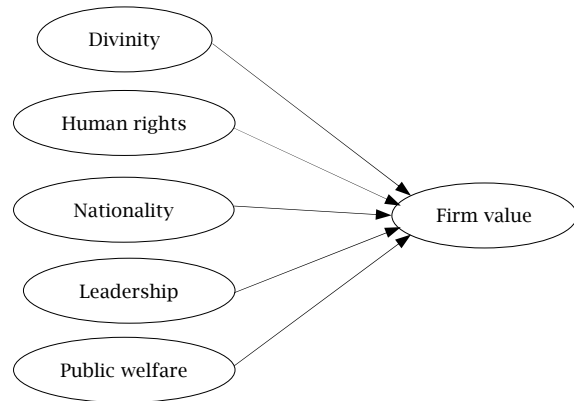 Divinity
Human rights
Nationality
Firm value
Leadership
Public welfare